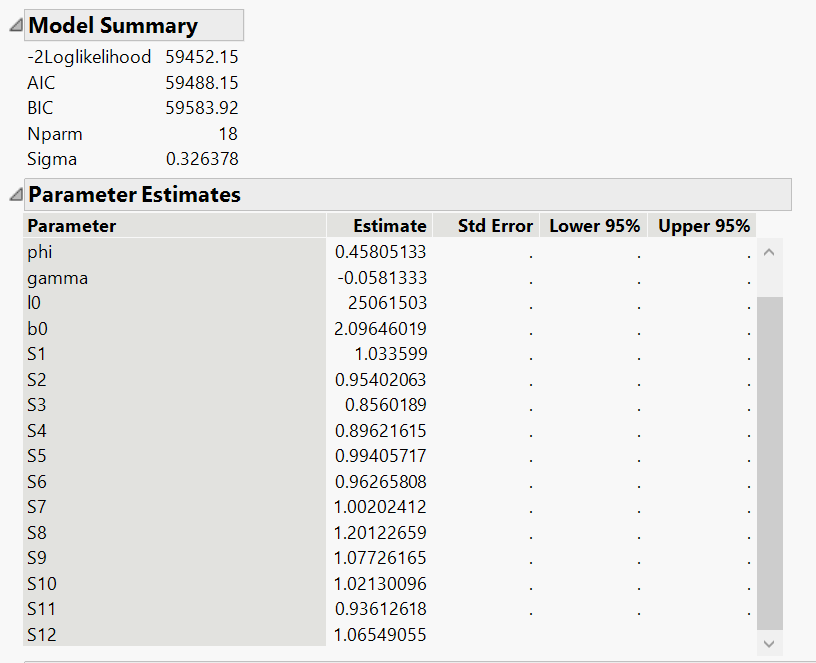 Model Summary
-2Loglikelihood 59452.15
AIC 59488.15
BIC 59583.92
Nparm 18
Sigma 0.326378
Parameter Estimates
Parameter Estimate Std Error Lower 95% Upper 95%
phi 0.45805133 . . .
gamma -0.0581333 . . .
l0 25061503 . . .
b0 2.09646019 . . .
S1 1.033599 . . .
S2 0.95402063 . . .
S3 0.8560189 . . .
S4 0.89621615 . . .
S5 0.99405717 . . .
S6 0.96265808 . . .
S7 1.00202412 . . .
S8 1.20122659 . . .
S9 1.07726165 . . .
S10 1.02130096 . . .
S11 0.93612618 . . .
S12 1.06549055